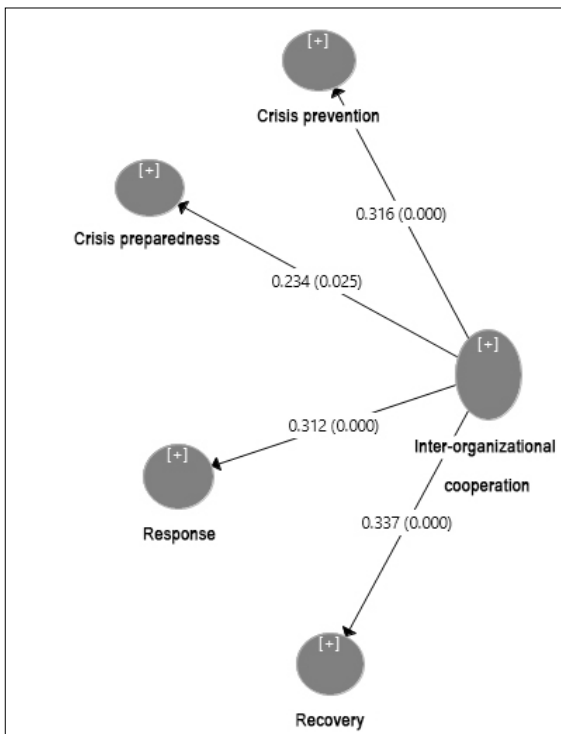 [+]
Crisis prevention
[+]
0.316 (0.000)
Crisis preparedness
0.234 (0.025)
[+]
0.312 (0.000)
Inter-organizational
cooperation
[+]
Response
0.337 (0.000)
[+]
Recovery